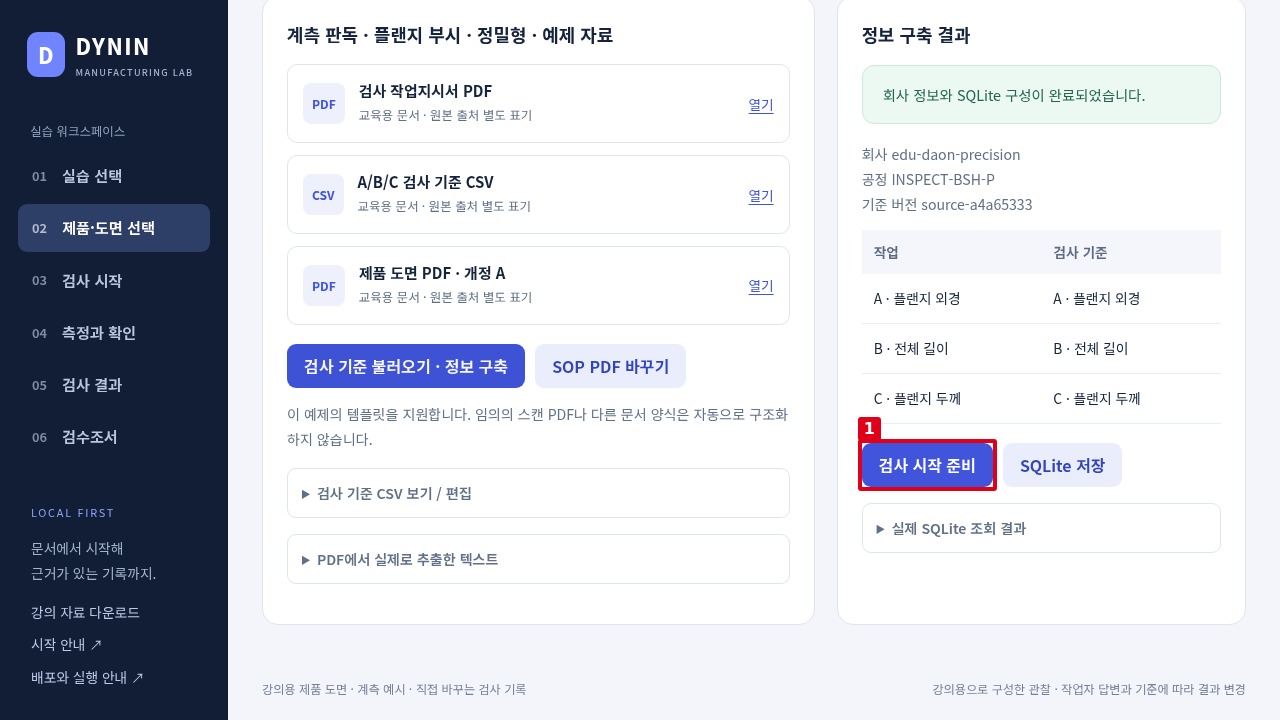 D
DYNIN
MANUFACTURING LAB
실습 워크스페이스
01 실습 선택
02 제품·도면 선택
03 검사 시작
04 측정과 확인
05 검사 결과
06 검수조서
LOCAL FIRST
문서에서 시작해
근거가 있는 기록까지.
강의 자료 다운로드
시작 안내 ↗
배포와 실행 안내 ↗
계측 판독 · 플랜지 부시 · 정밀형 · 예제 자료
PDF
검사 작업지시서 PDF
교육용 문서 · 원본 출처 별도 표기
열기
CSV
A/B/C 검사 기준 CSV
교육용 문서 · 원본 출처 별도 표기
열기
PDF
제품 도면 PDF · 개정 A
교육용 문서 · 원본 출처 별도 표기
열기
검사 기준 불러오기 · 정보 구축
SOP PDF 바꾸기
이 예제의 템플릿을 지원합니다. 임의의 스캔 PDF나 다른 문서 양식은 자동으로 구조화
하지 않습니다.
▶ 검사 기준 CSV 보기 / 편집
▶ PDF에서 실제로 추출한 텍스트
정보 구축 결과
회사 정보와 SQLite 구성이 완료되었습니다.
회사 edu-daon-precision
공정 INSPECT-BSH-P
기준 버전 source-a4a65333
작업 검사 기준
A · 플랜지 외경 A · 플랜지 외경
B · 전체 길이 B · 전체 길이
C · 플랜지 두께 C · 플랜지 두께
1
검사 시작 준비
SQLite 저장
▶ 실제 SQLite 조회 결과
강의용 제품 도면 · 계측 예시 · 직접 바꾸는 검사 기록
강의용으로 구성한 관찰 · 작업자 답변과 기준에 따라 결과 변경